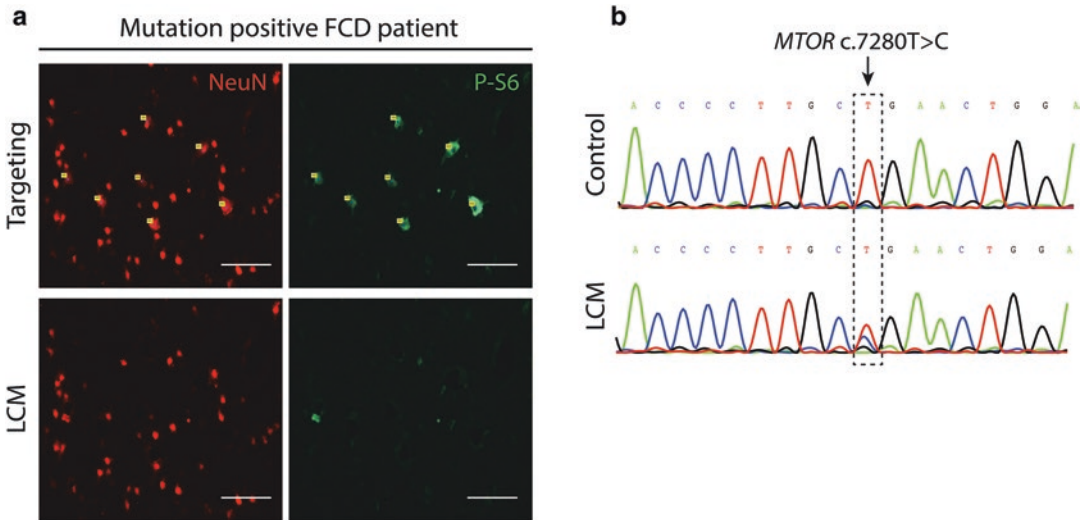 a
Mutation positive FCD patient
NeuN
P-S6
Targeting
LCM
b
MTOR c.7280T>C
A C C C C T T G C T G A A C T G G A
Control
A C C C C T T G C T G A A C T G G A
LCM